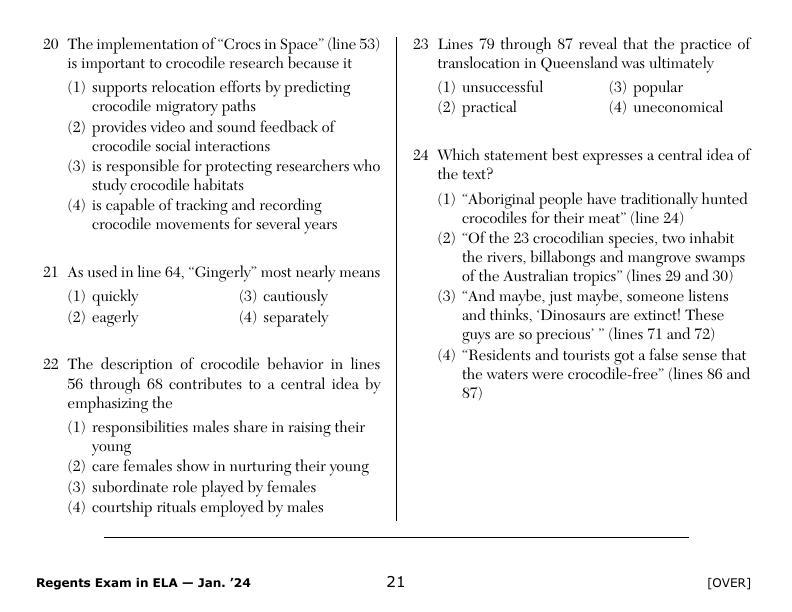 20 The implementation of “Crocs in Space” (line 53)
is important to crocodile research because it
(1) supports relocation efforts by predicting
crocodile migratory paths
(2) provides video and sound feedback of
crocodile social interactions
(3) is responsible for protecting researchers who
study crocodile habitats
(4) is capable of tracking and recording
crocodile movements for several years
21 As used in line 64, “Gingerly” most nearly means
(1) quickly (3) cautiously
(2) eagerly (4) separately
22 The description of crocodile behavior in lines
56 through 68 contributes to a central idea by
emphasizing the
(1) responsibilities males share in raising their
young
(2) care females show in nurturing their young
(3) subordinate role played by females
(4) courtship rituals employed by males
23 Lines 79 through 87 reveal that the practice of
translocation in Queensland was ultimately
(1) unsuccessful (3) popular
(2) practical (4) uneconomical
24 Which statement best expresses a central idea of
the text?
(1) “Aboriginal people have traditionally hunted
crocodiles for their meat” (line 24)
(2) “Of the 23 crocodilian species, two inhabit
the rivers, billabongs and mangrove swamps
of the Australian tropics” (lines 29 and 30)
(3) “And maybe, just maybe, someone listens
and thinks, ‘Dinosaurs are extinct! These
guys are so precious’ ” (lines 71 and 72)
(4) “Residents and tourists got a false sense that
the waters were crocodile-free” (lines 86 and
87)
Regents Exam in ELA — Jan. ’24 21 [OVER]